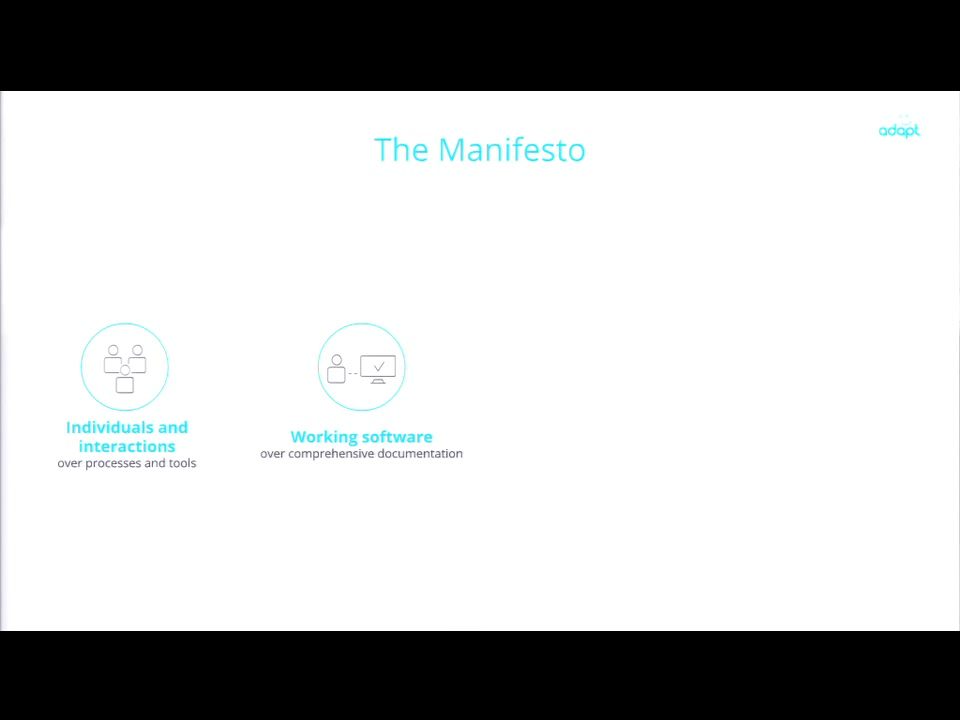 The Manifesto
adapt
Individuals and
interactions
over processes and tools
Working software
over comprehensive documentation